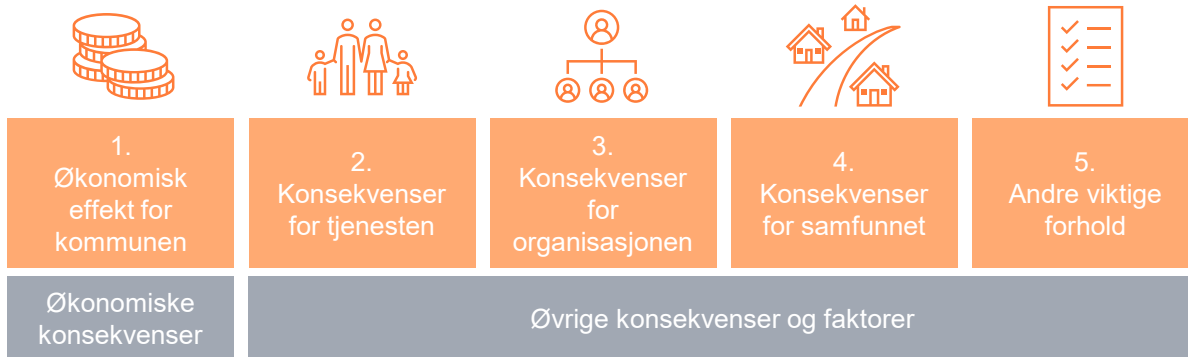 1.
Økonomisk
effekt for
kommunen
2.
Konsekvenser
for tjenesten
3.
Konsekvenser
for
organisasjonen
4.
Konsekvenser
for samfunnet
5.
Andre viktige
forhold
Økonomiske
konsekvenser
Øvrige konsekvenser og faktorer